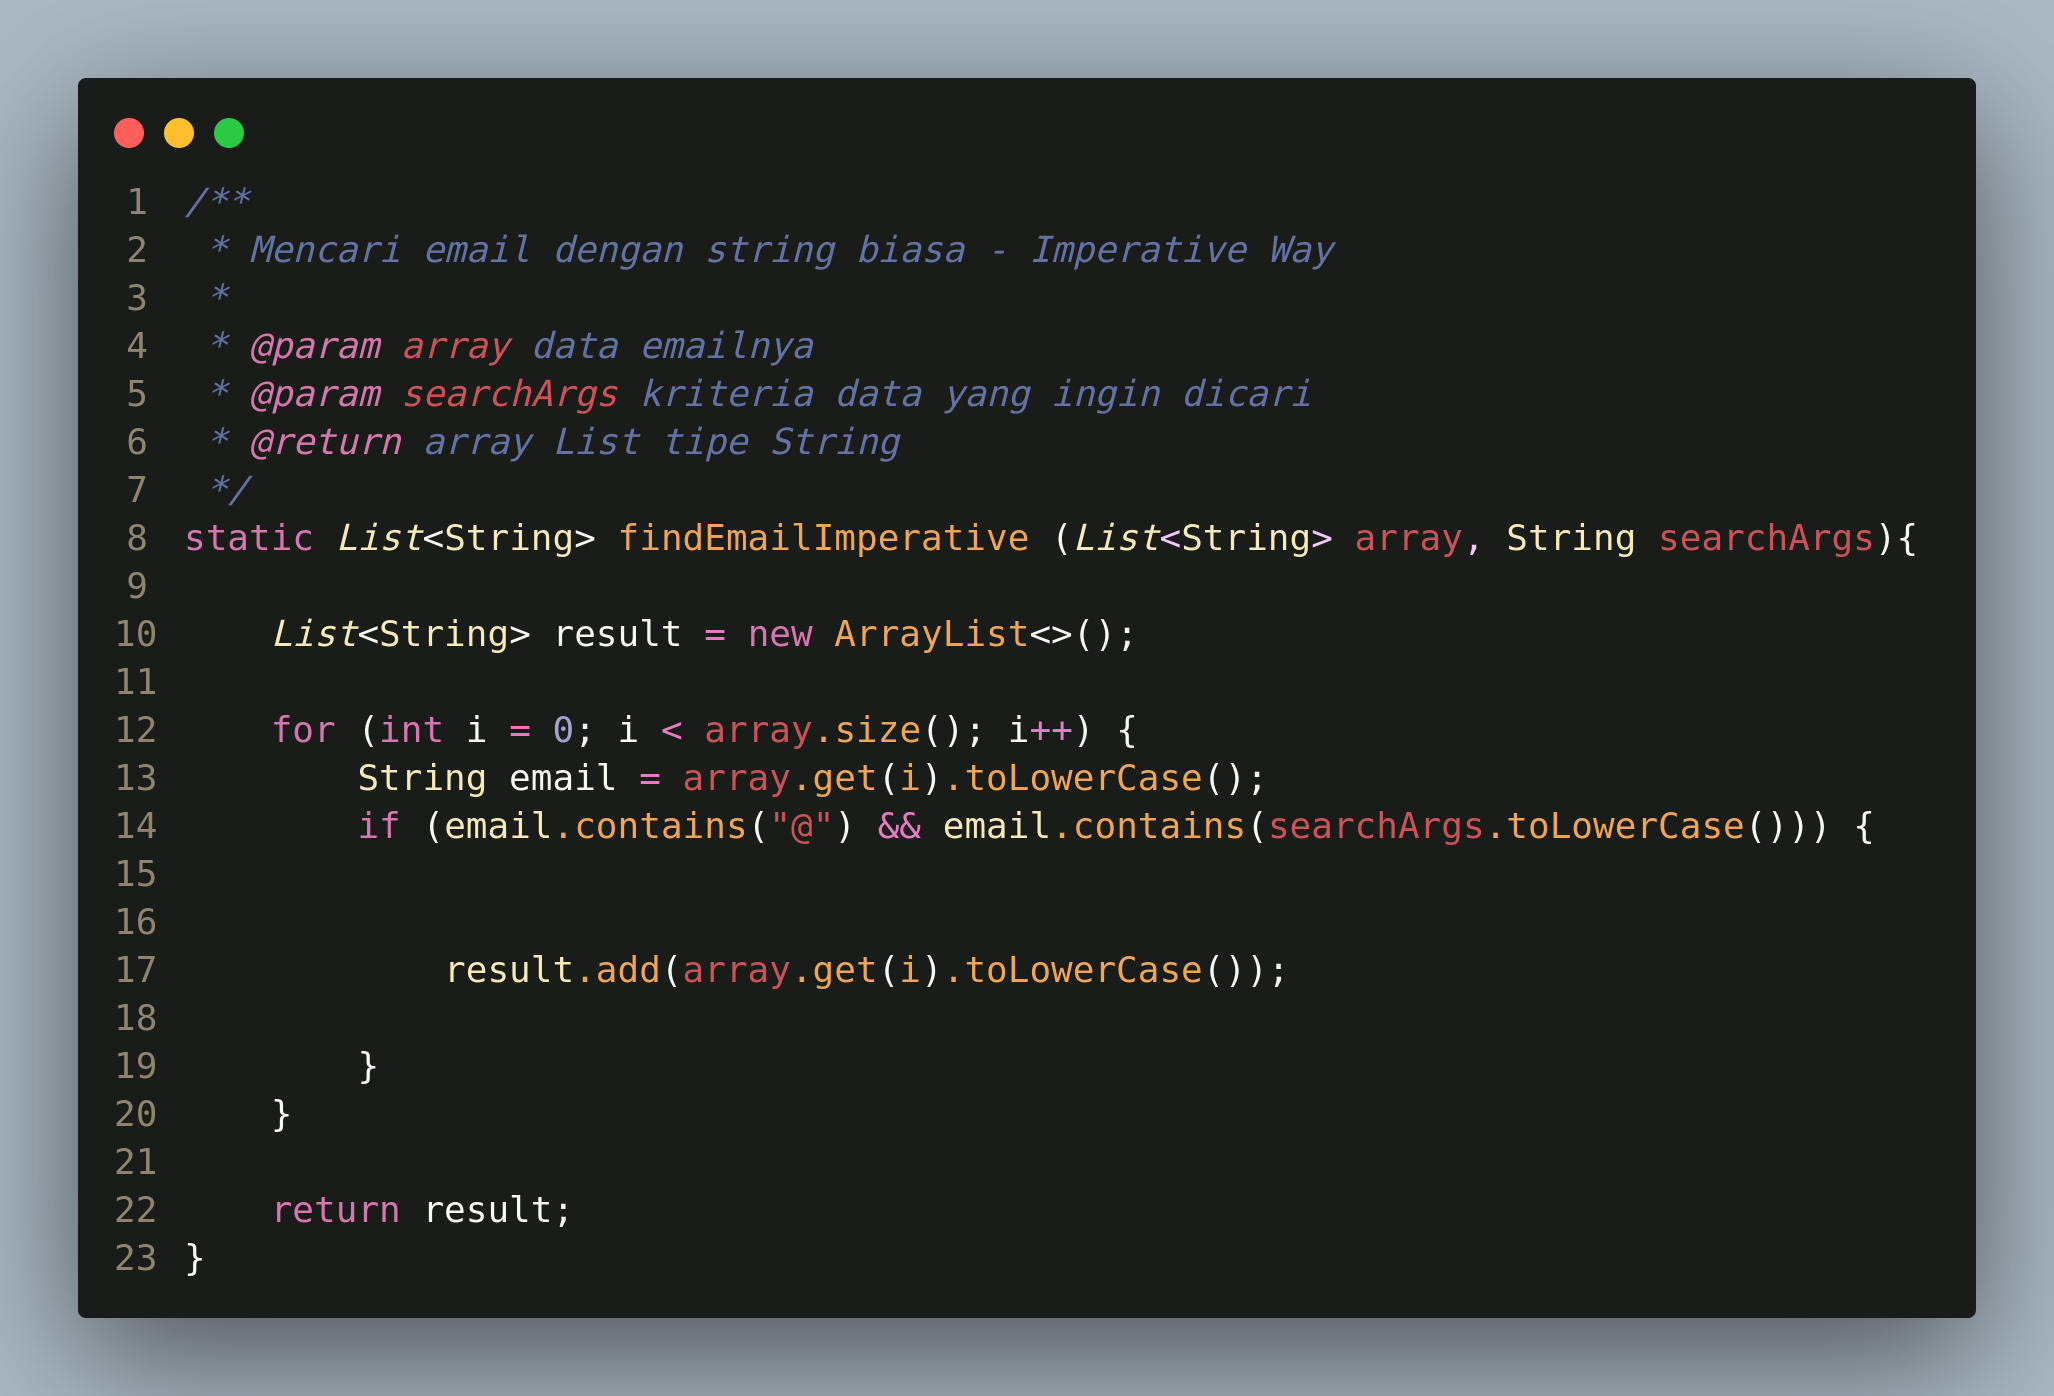 1 /**
2  * Mencari email dengan string biasa - Imperative Way
3  *
4  * @param array data emailnya
5  * @param searchArgs kriteria data yang ingin dicari
6  * @return array List tipe String
7  */
8 static List<String> findEmailImperative (List<String> array, String searchArgs){
9
10     List<String> result = new ArrayList<>();
11
12     for (int i = 0; i < array.size(); i++) {
13         String email = array.get(i).toLowerCase();
14         if (email.contains("@") && email.contains(searchArgs.toLowerCase())) {
15
16
17             result.add(array.get(i).toLowerCase());
18
19         }
20     }
21
22     return result;
23 }